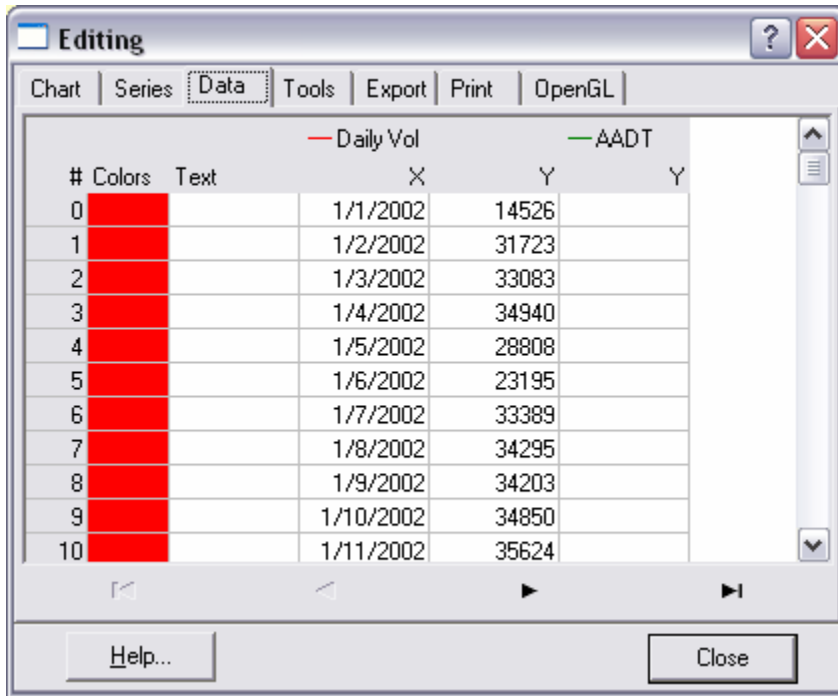 Editing
Chart Series Data Tools Export Print OpenGL
Daily Vol AADT
# Colors Text X Y Y
0 1/1/2002 14526
1 1/2/2002 31723
2 1/3/2002 33083
3 1/4/2002 34940
4 1/5/2002 28808
5 1/6/2002 23195
6 1/7/2002 33389
7 1/8/2002 34295
8 1/9/2002 34203
9 1/10/2002 34850
10 1/11/2002 35624
Help... Close